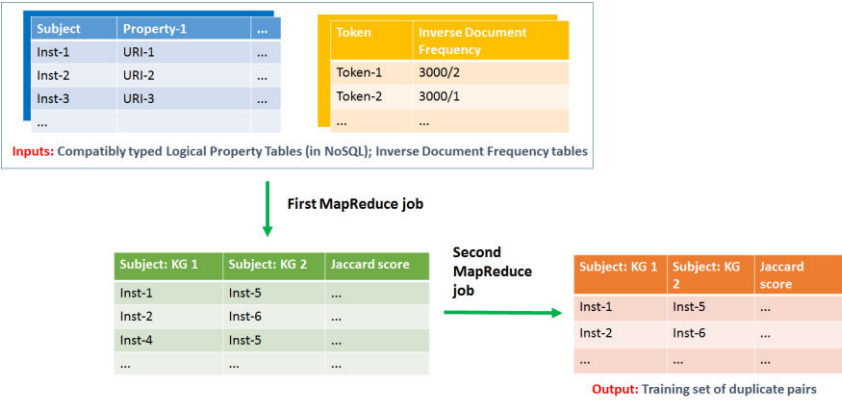 Subject Property-1 ...
Inst-1 URI-1 ...
Inst-2 URI-2 ...
Inst-3 URI-3 ...
...
Token Inverse Document
Frequency
Token-1 3000/2
Token-2 3000/1
... ...
Inputs: Compatibly typed Logical Property Tables (in NoSQL); Inverse Document Frequency tables
First MapReduce job
Subject: KG 1 Subject: KG 2 Jaccard score
Inst-1 Inst-5 ...
Inst-2 Inst-6 ...
Inst-4 Inst-5 ...
... ... ...
Second
MapReduce
job
Subject: KG 1 Subject: KG
2 Jaccard
score
Inst-1 Inst-5 ...
Inst-2 Inst-6 ...
... ... ...
Output: Training set of duplicate pairs